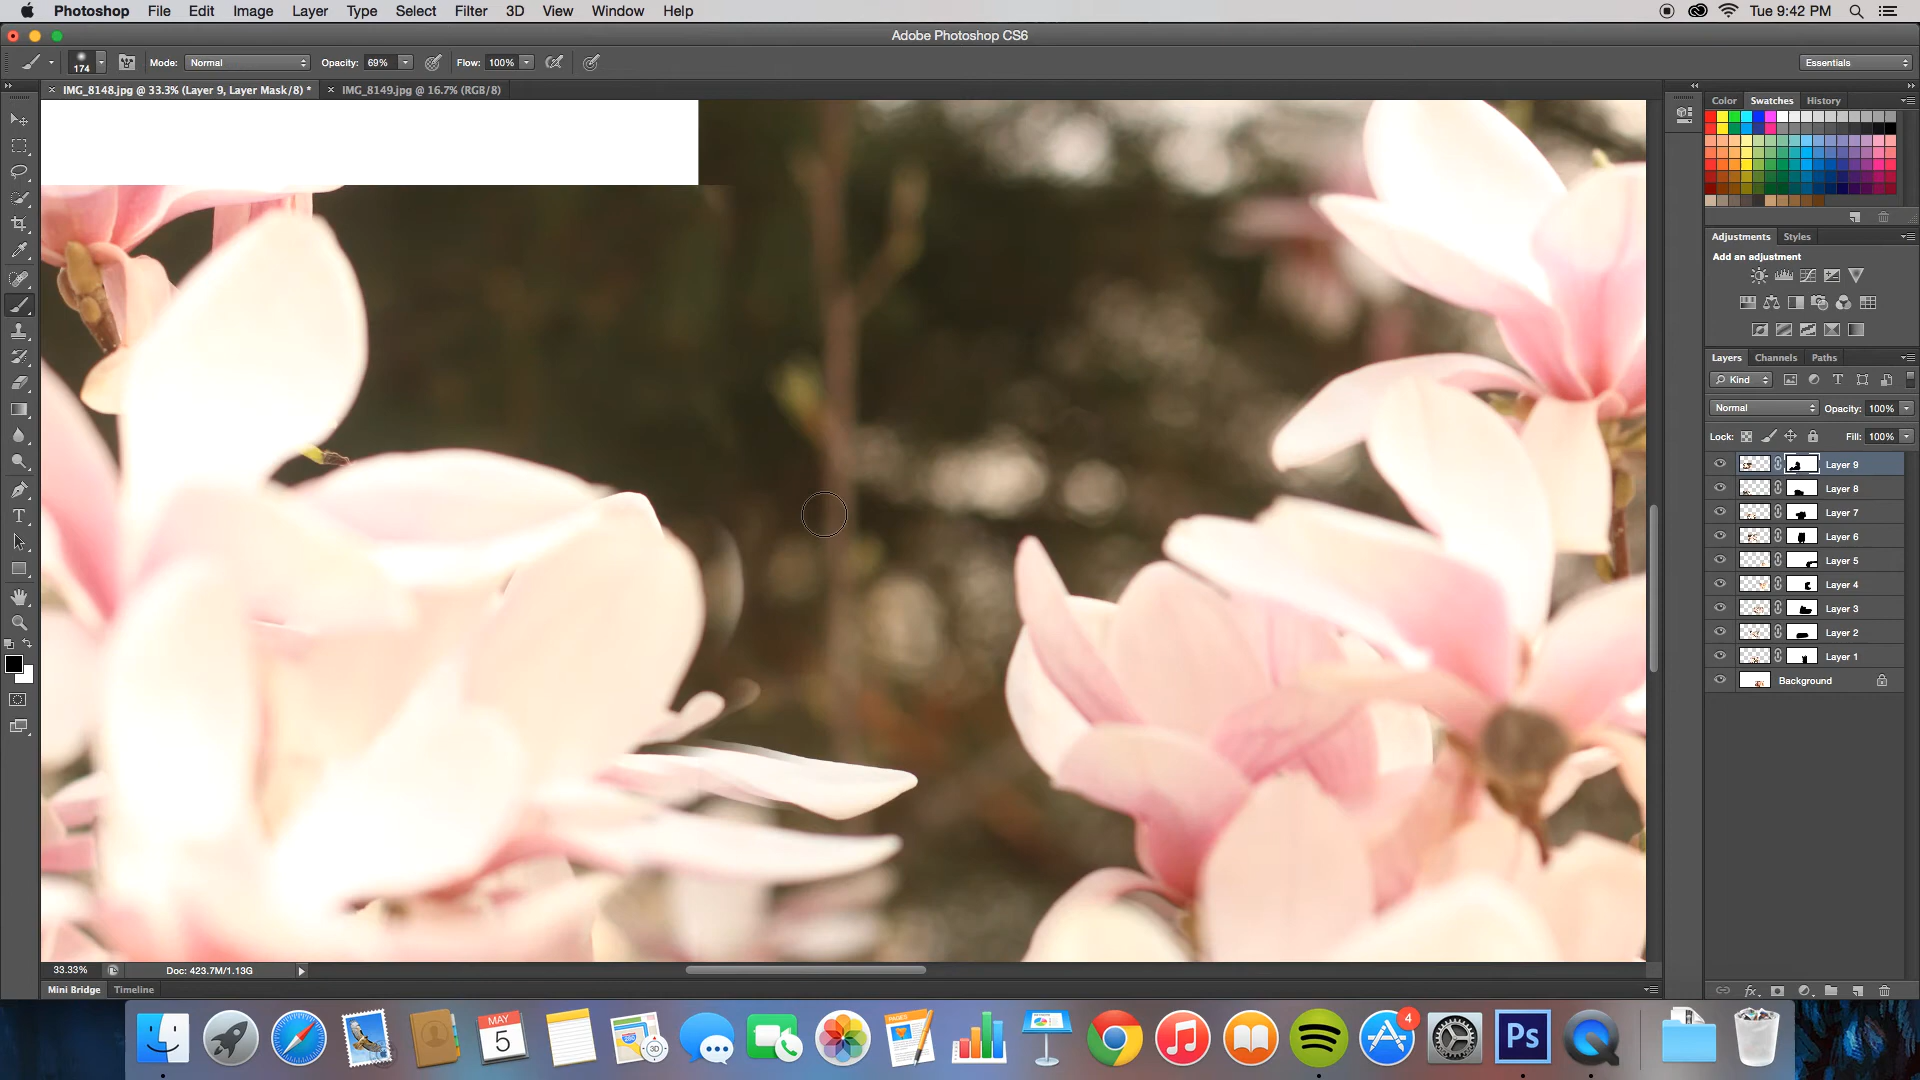 Photoshop File Edit Image Layer Type Select Filter 3D View Window Help Tue 9:42 PM
Adobe Photoshop CS6
174 Mode: Normal Opacity: 69% Flow: 100% Essentials
IMG_8148.jpg @ 33.3% (Layer 9, Layer Mask/8) * IMG_8149.jpg @ 16.7% (RGB/8)
Color Swatches History
Adjustments Styles
Add an adjustment
Layers Channels Paths
Kind
Normal Opacity: 100%
Lock: Fill: 100%
Layer 9
Layer 8
Layer 7
Layer 6
Layer 5
Layer 4
Layer 3
Layer 2
Layer 1
Background
33.33% Doc: 423.7M/1.13G
Mini Bridge Timeline
MAY
5
3D
PAGES
4
Ps